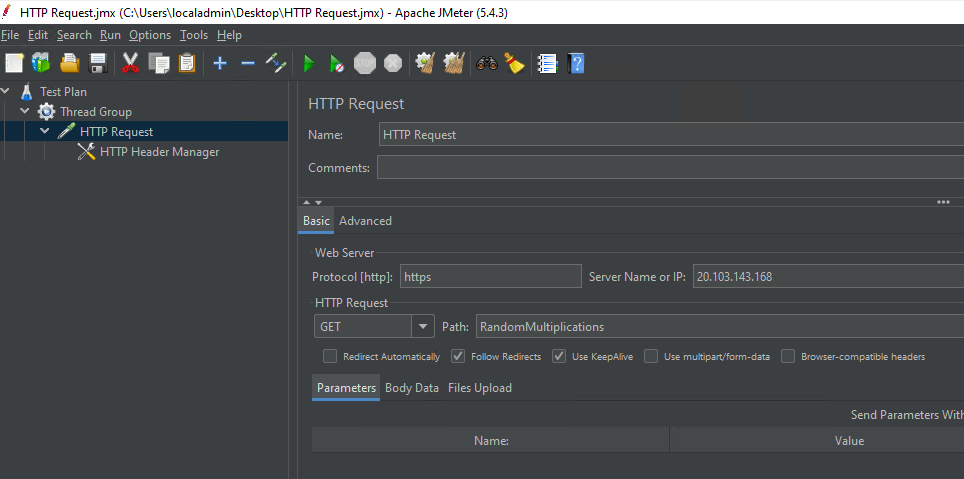 HTTP Request.jmx (C:\Users\localadmin\Desktop\HTTP Request.jmx) - Apache JMeter (5.4.3)
File Edit Search Run Options Tools Help
STOP
Test Plan
Thread Group
HTTP Request
HTTP Header Manager
HTTP Request
Name: HTTP Request
Comments:
Basic Advanced
Web Server
Protocol [http]: https Server Name or IP: 20.103.143.168
HTTP Request
GET Path: RandomMultiplications
Redirect Automatically Follow Redirects Use KeepAlive Use multipart/form-data Browser-compatible headers
Parameters Body Data Files Upload
Send Parameters With
Name: Value